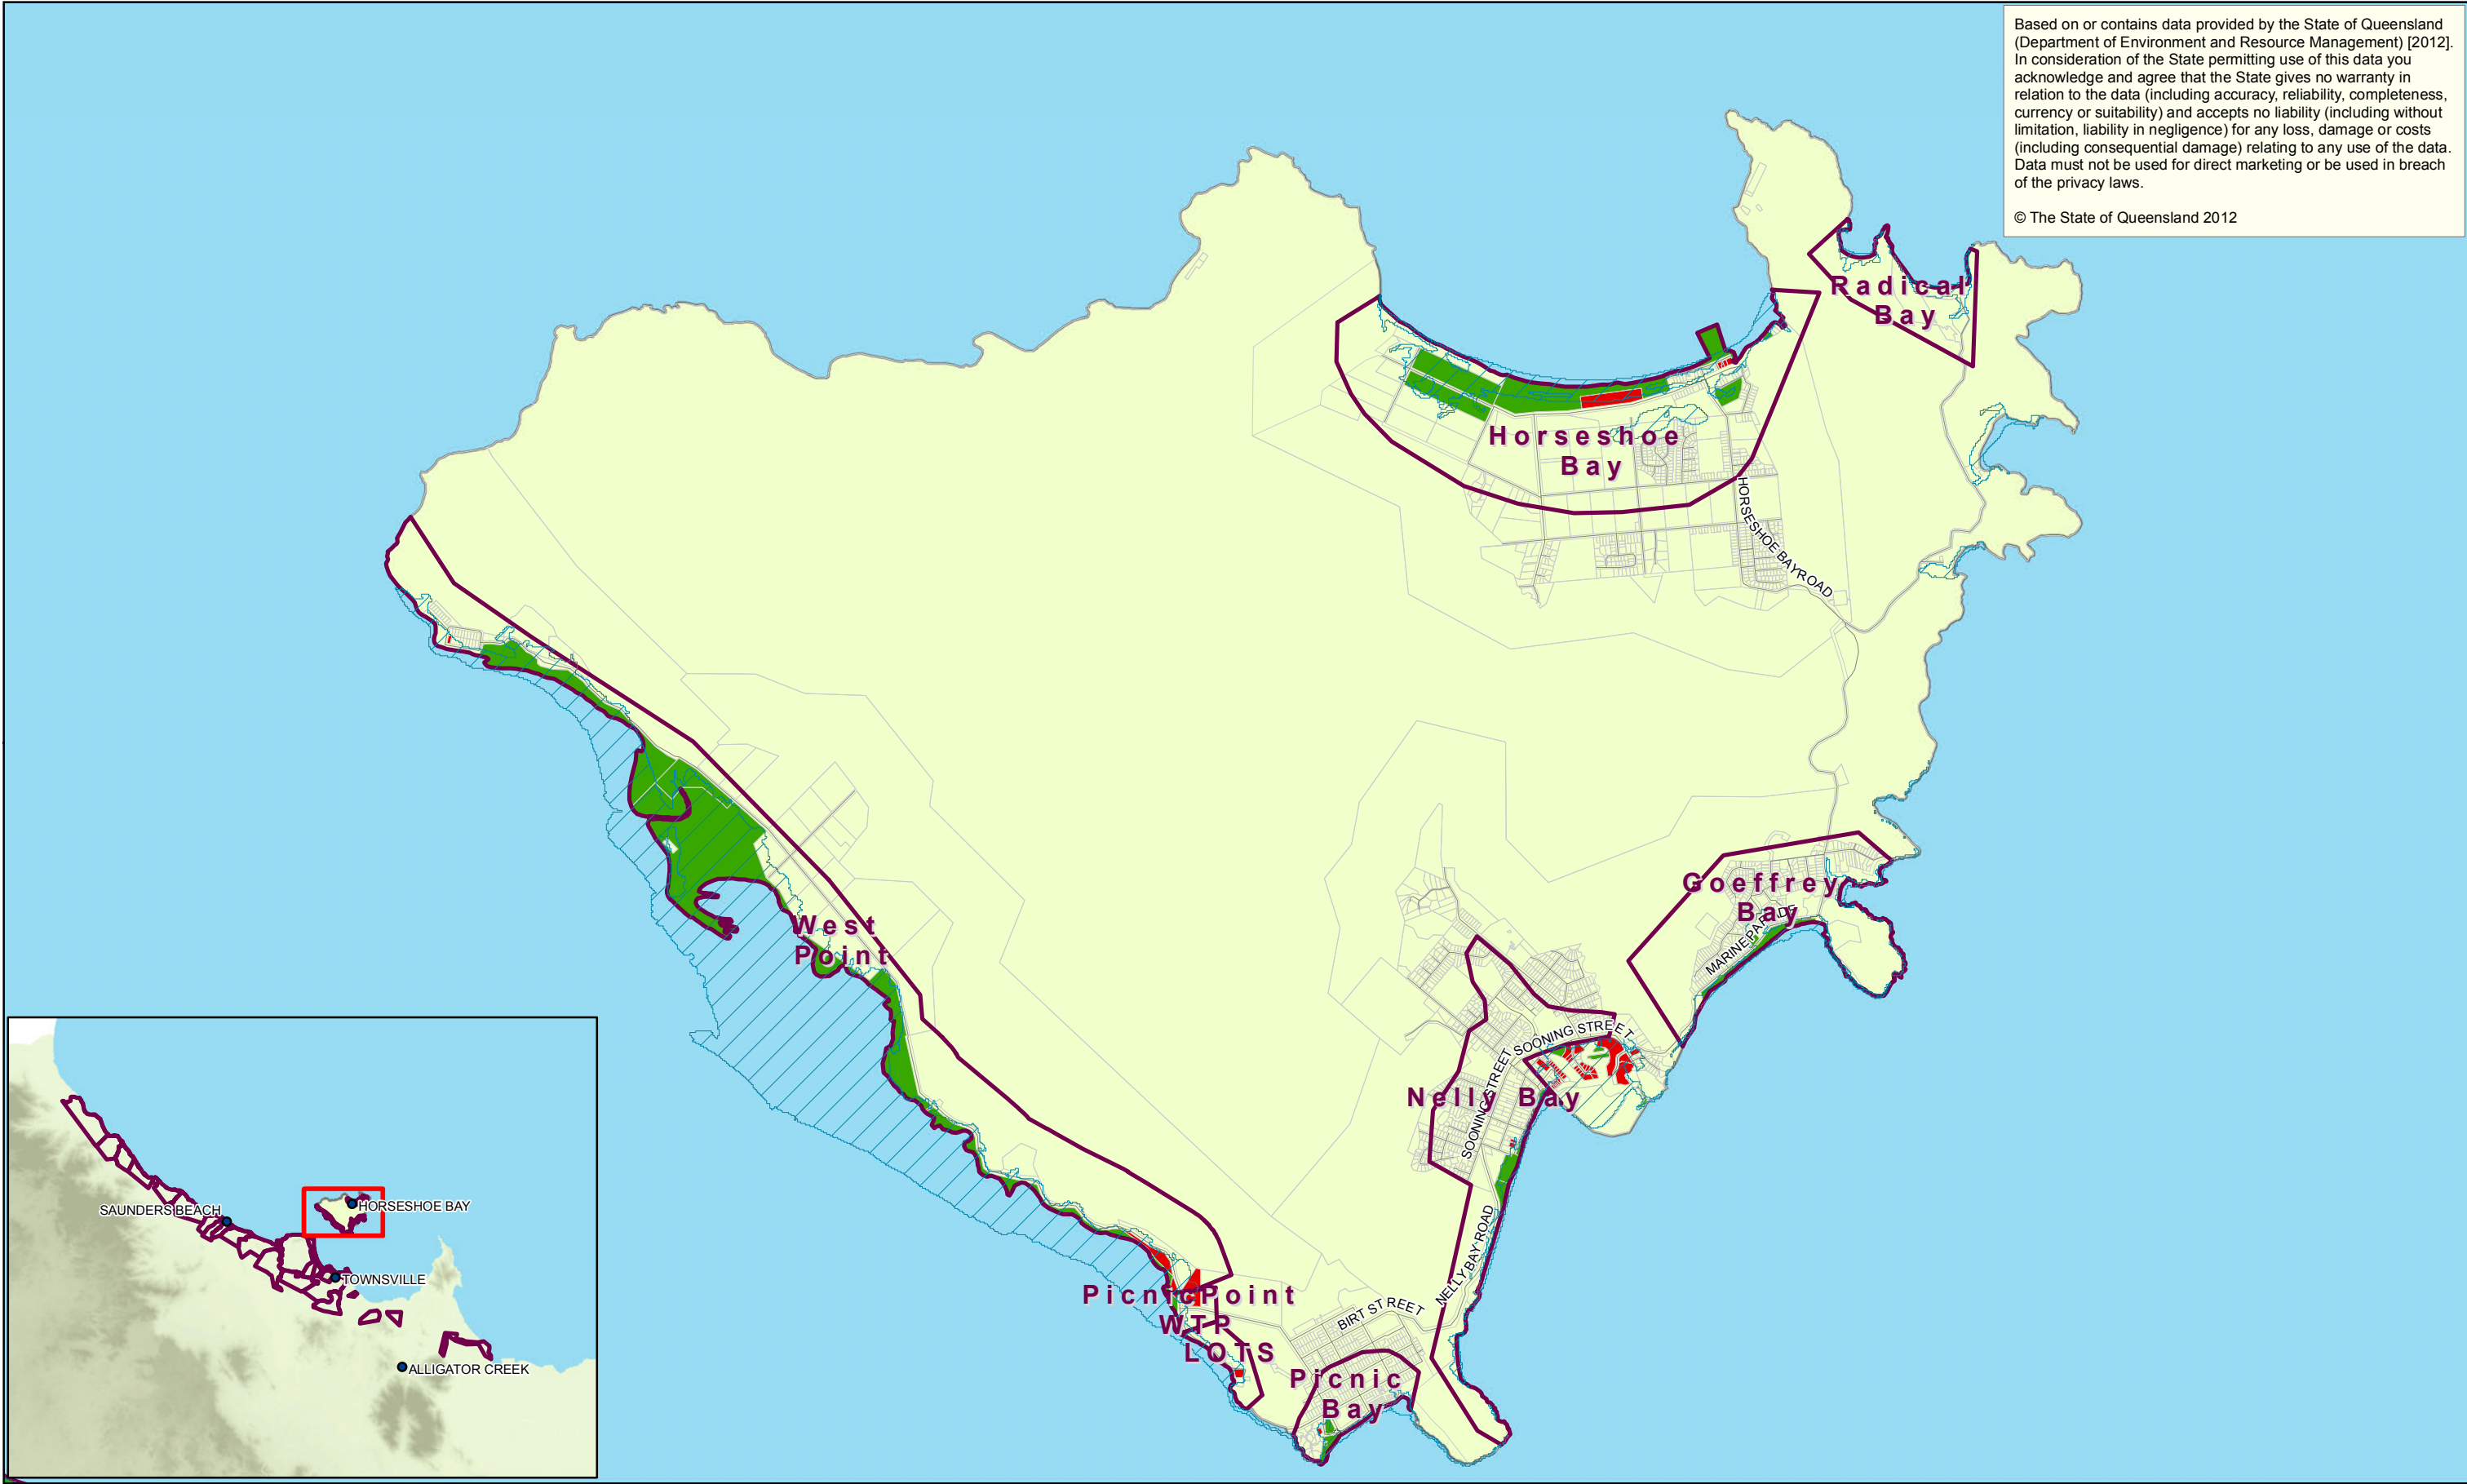 Based on or contains data provided by the State of Queensland
(Department of Environment and Resource Management) [2012].
In consideration of the State permitting use of this data you
acknowledge and agree that the State gives no warranty in
relation to the data (including accuracy, reliability, completeness,
currency or suitability) and accepts no liability (including without
limitation, liability in negligence) for any loss, damage or costs
(including consequential damage) relating to any use of the data.
Data must not be used for direct marketing or be used in breach
of the privacy laws.
© The State of Queensland 2012
Radical
Bay
Horseshoe
Bay
HORSESHOE BAY ROAD
Goeffrey
Bay
MARINE PARADE
West
Point
SOONING STREET
SOONING STREET
Nelly Bay
NELLY BAY ROAD
Picnic Point
WTP
LOTS
BIRT STREET
Picnic
Bay
SAUNDERS BEACH
HORSESHOE BAY
TOWNSVILLE
ALLIGATOR CREEK